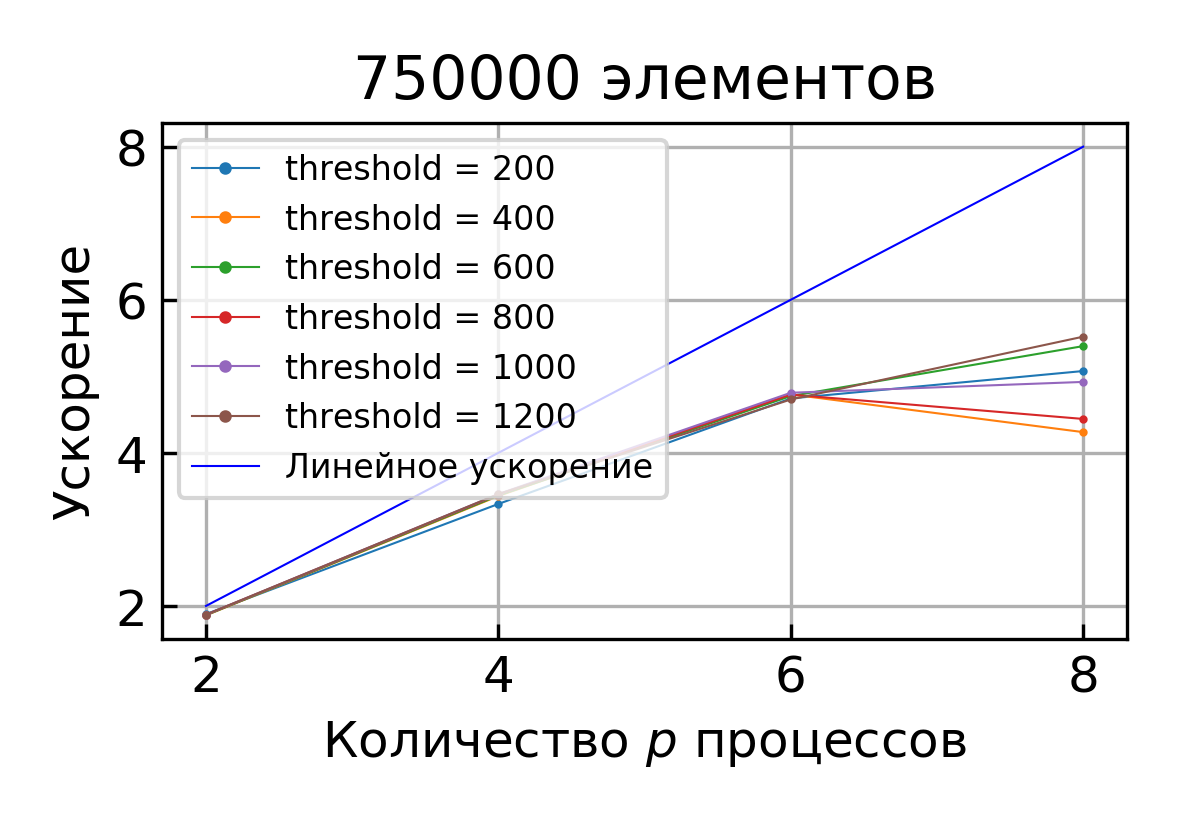 750000 элементов
Ускорение
8
6
4
2
threshold = 200
threshold = 400
threshold = 600
threshold = 800
threshold = 1000
threshold = 1200
Линейное ускорение
2 4 6 8
Количество p процессов